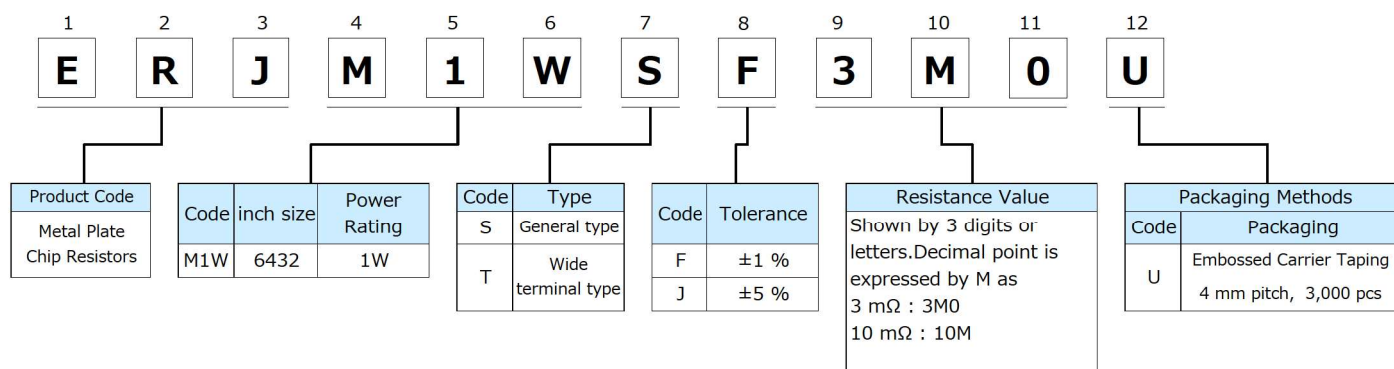 1 2 3 4 5 6 7 8 9 10 11 12
E R J M 1 W S F 3 M 0 U
Product Code
Metal Plate
Chip Resistors
Code inch size Power Rating
M1W 6432 1W
Code Type
S General type
T Wide terminal type
Code Tolerance
F ±1 %
J ±5 %
Resistance Value
Shown by 3 digits or
letters.Decimal point is
expressed by M as
3 mΩ : 3M0
10 mΩ : 10M
Packaging Methods
Code Packaging
U Embossed Carrier Taping
4 mm pitch, 3,000 pcs